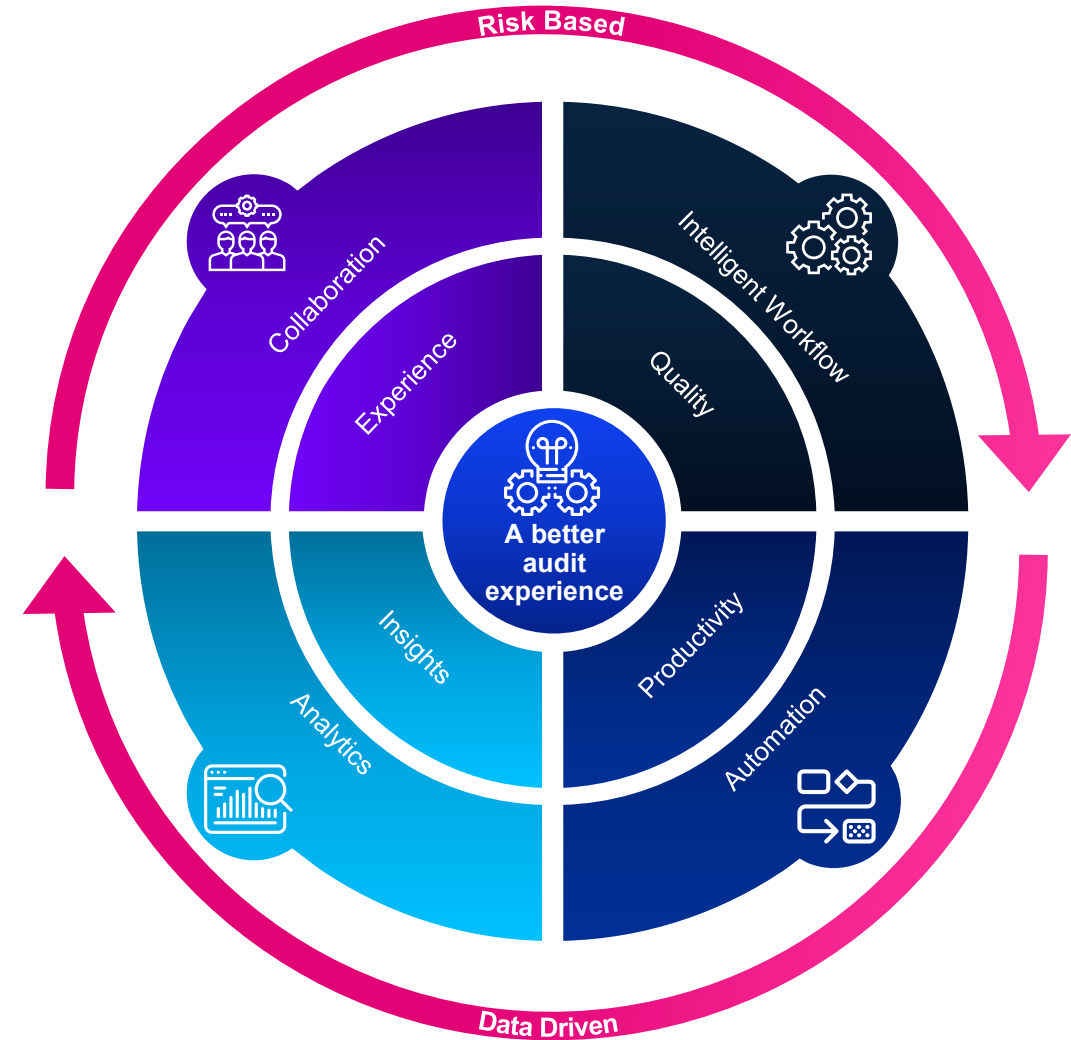 Risk Based
Collaboration
Intelligent Workflow
Experience
Quality
A better
audit
experience
Insights
Productivity
Analytics
Automation
Data Driven